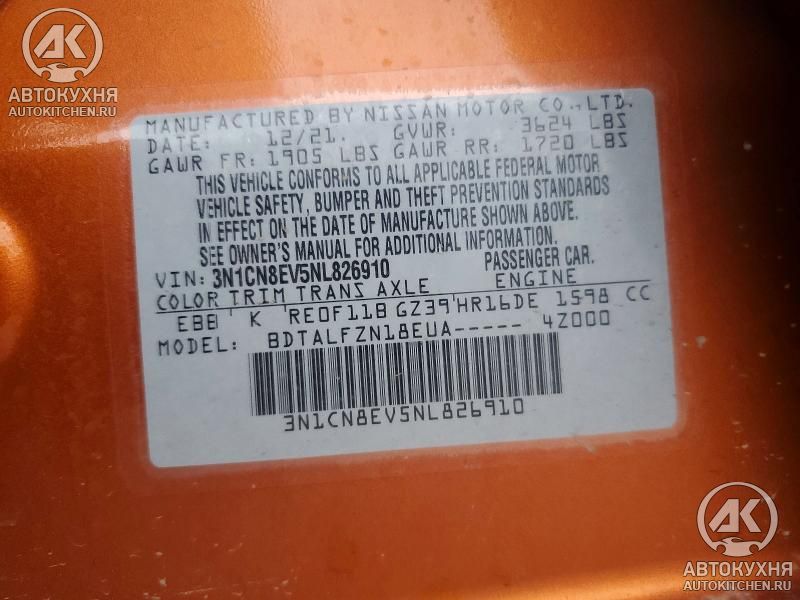 АК
АВТОКУХНЯ
AUTOKITCHEN.RU
MANUFACTURED BY NISSAN MOTOR CO.,LTD.
DATE: 12/21. GVWR: 3624 LBS
GAWR FR: 1905 LBS GAWR RR: 1720 LBS
THIS VEHICLE CONFORMS TO ALL APPLICABLE FEDERAL MOTOR
VEHICLE SAFETY, BUMPER AND THEFT PREVENTION STANDARDS
IN EFFECT ON THE DATE OF MANUFACTURE SHOWN ABOVE.
SEE OWNER'S MANUAL FOR ADDITIONAL INFORMATION.
VIN: 3N1CN8EV5NL826910 PASSENGER CAR.
COLOR TRIM TRANS AXLE ENGINE
EBB K RE0F11B GZ39 HR16DE 1598 CC
MODEL: BDTALFZN18EUA----- 4Z000
3N1CN8EV5NL826910
АК
АВТОКУХНЯ
AUTOKITCHEN.RU